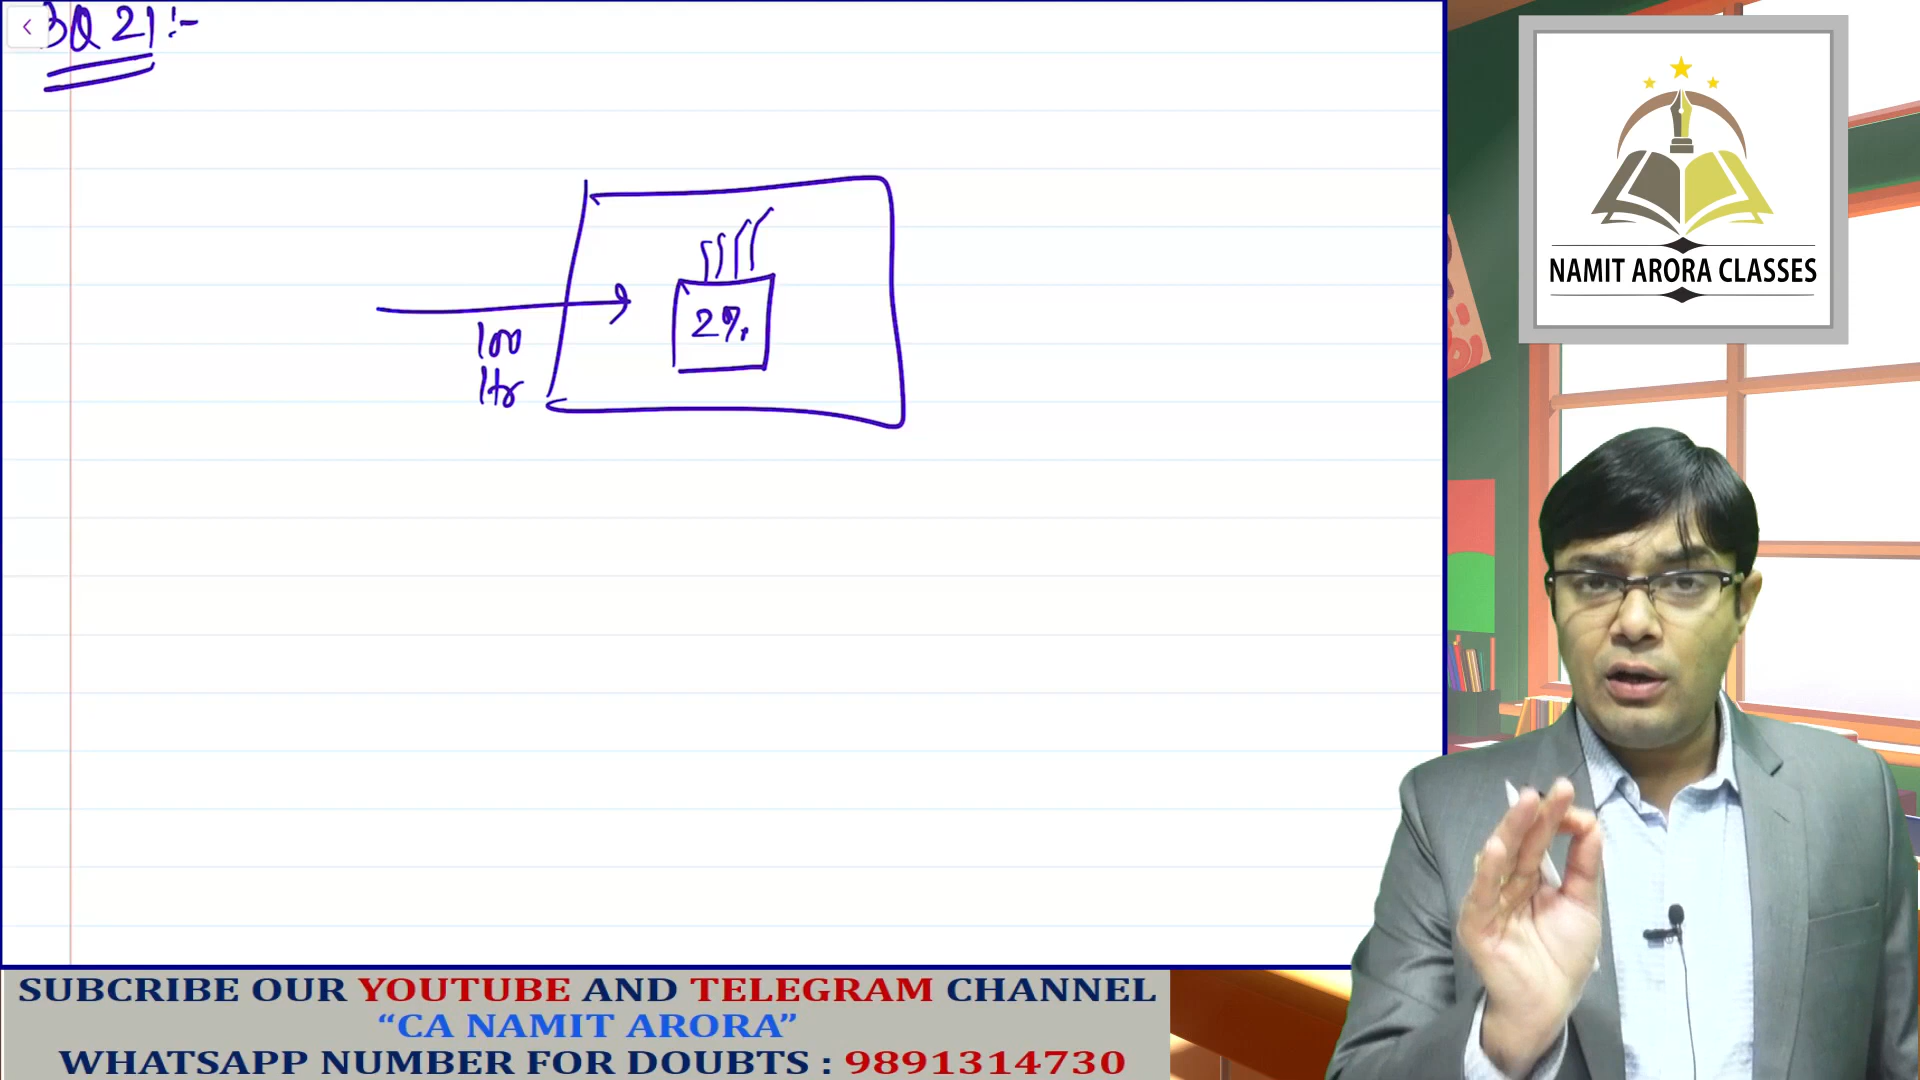 BQ 21:-
100
ltr
2%.
NAMIT ARORA CLASSES
SUBCRIBE OUR YOUTUBE AND TELEGRAM CHANNEL
“CA NAMIT ARORA”
WHATSAPP NUMBER FOR DOUBTS : 9891314730